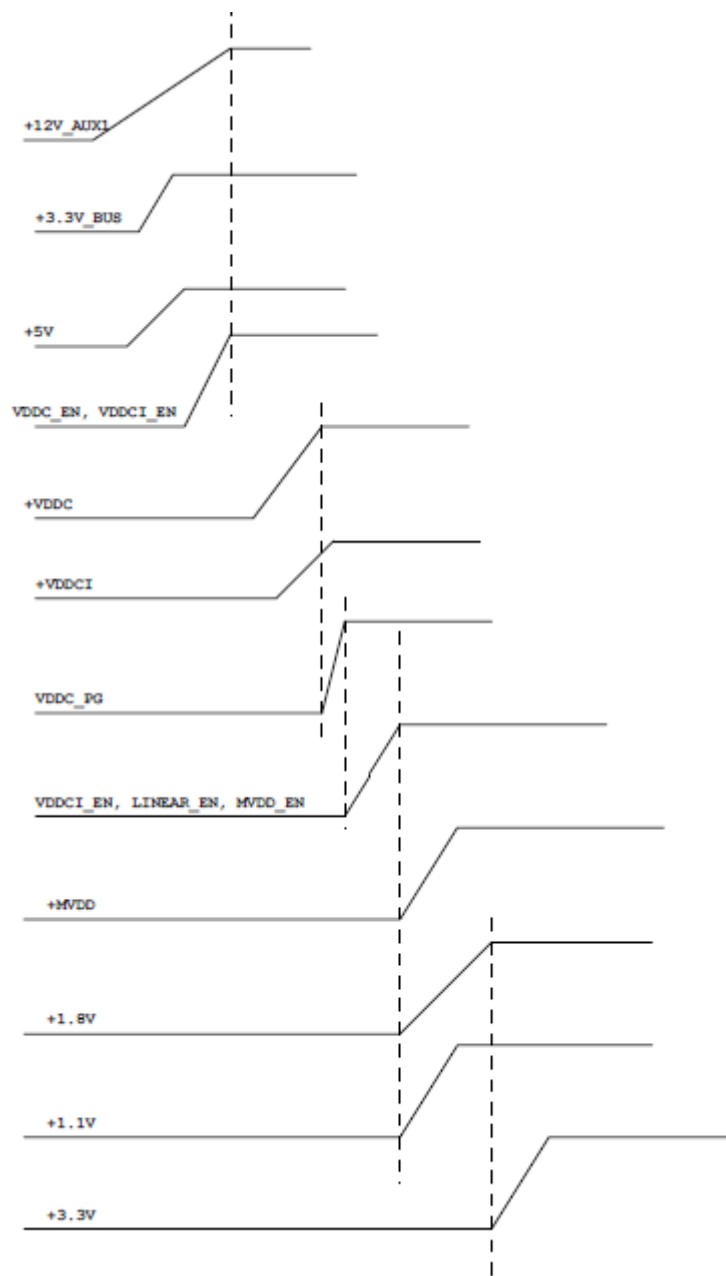 +12V_AUX1
+3.3V_BUS
+5V
VDDC_EN, VDDCI_EN
+VDDC
+VDDCI
VDDC_PG
VDDCI_EN, LINEAR_EN, MVDD_EN
+MVDD
+1.8V
+1.1V
+3.3V